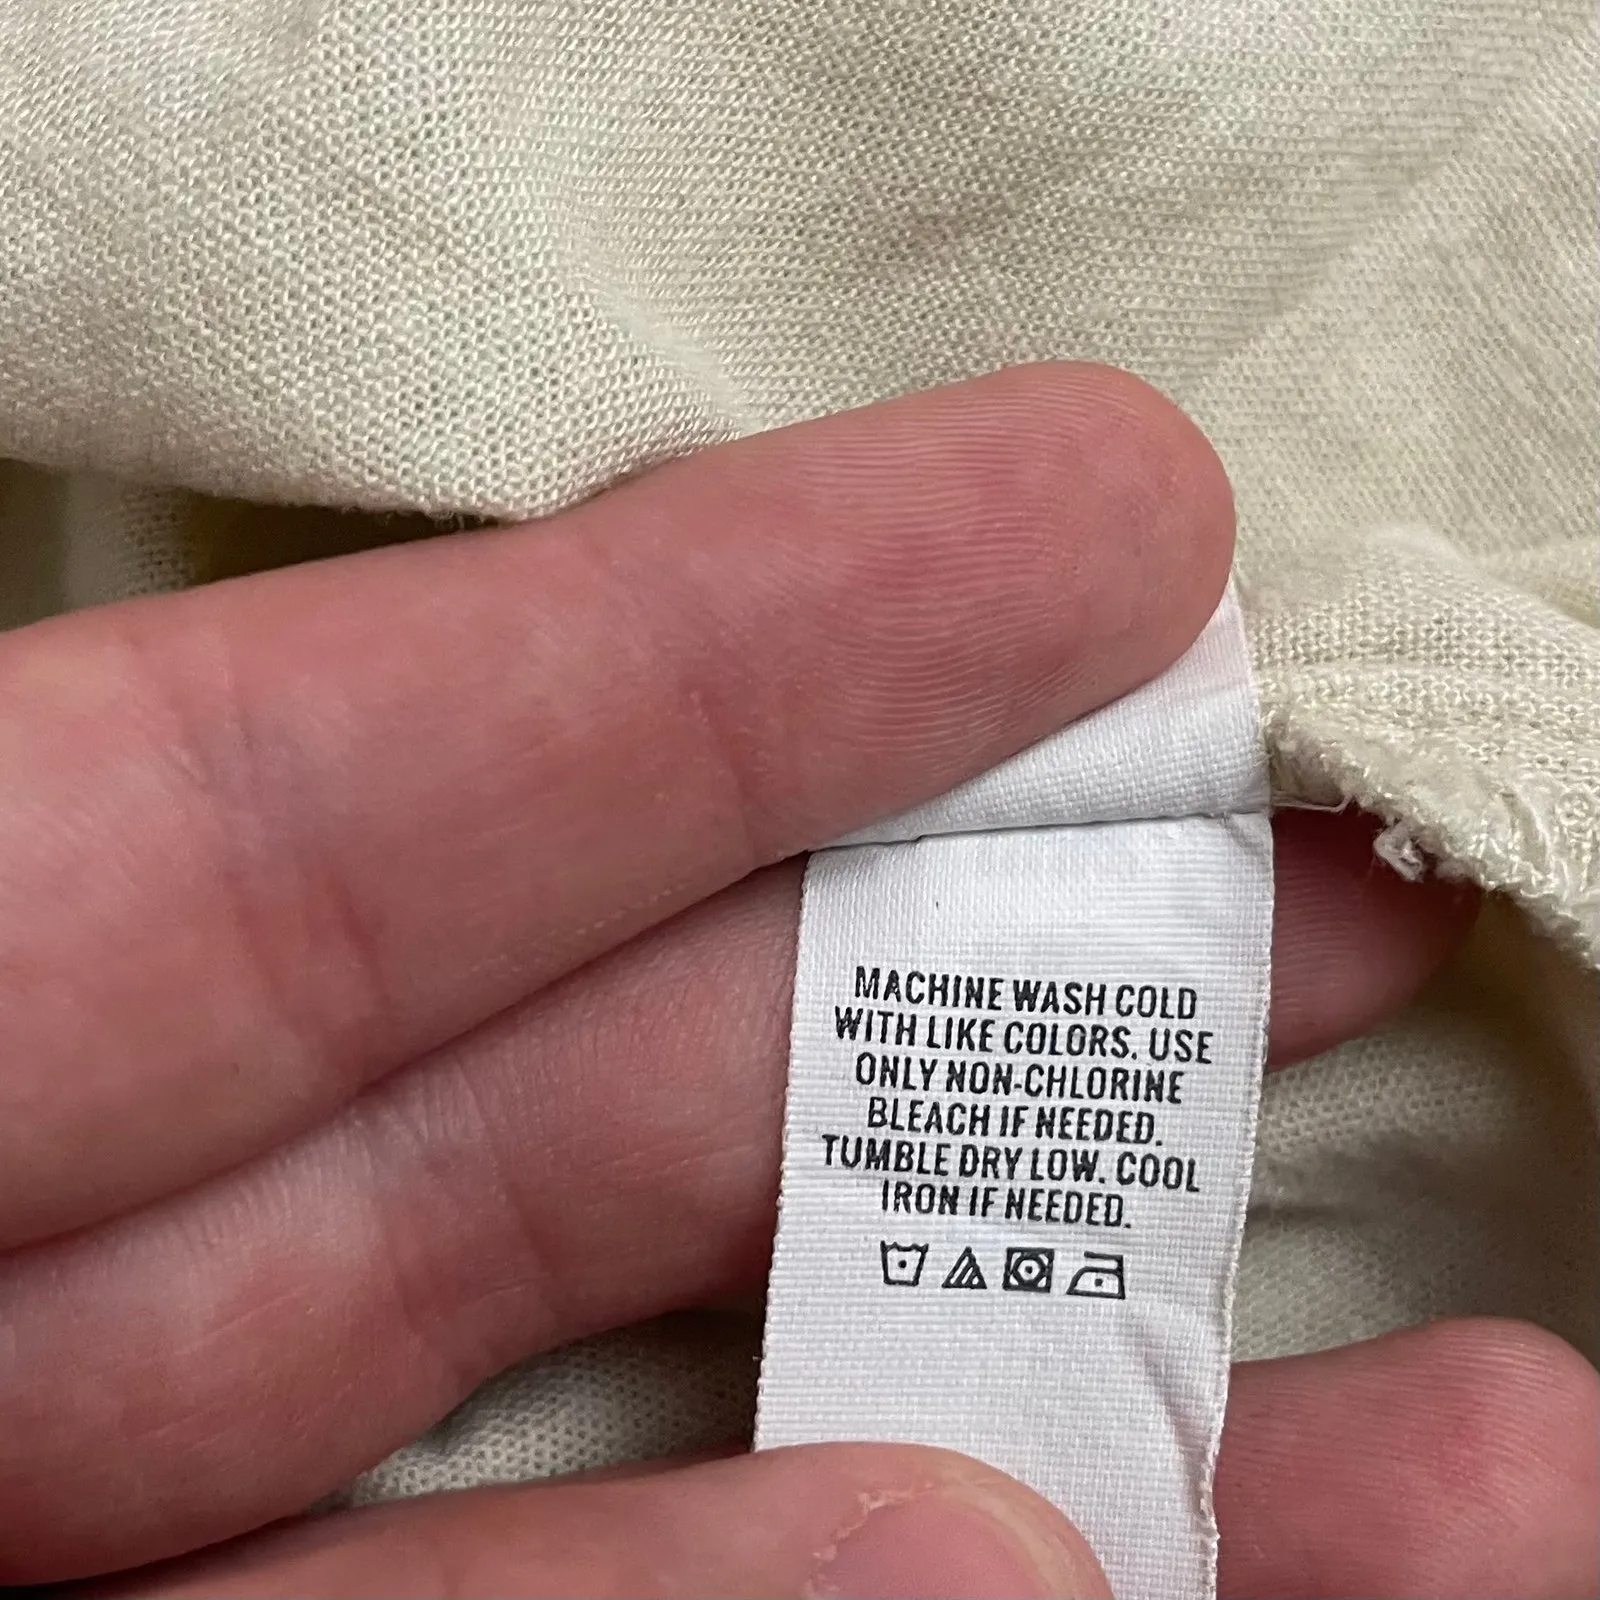 MACHINE WASH COLD
WITH LIKE COLORS. USE
ONLY NON-CHLORINE
BLEACH IF NEEDED.
TUMBLE DRY LOW. COOL
IRON IF NEEDED.